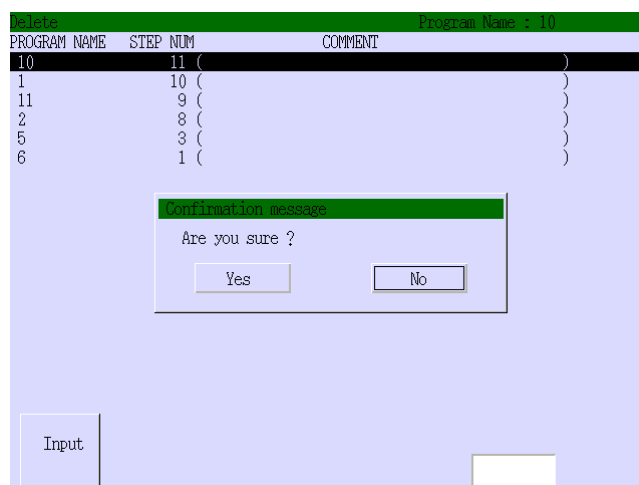 Delete Program Name : 10
PROGRAM NAME STEP NUM COMMENT
10 11 ( )
1 10 ( )
11 9 ( )
2 8 ( )
5 3 ( )
6 1 ( )
Confirmation message
Are you sure ?
Yes No
Input